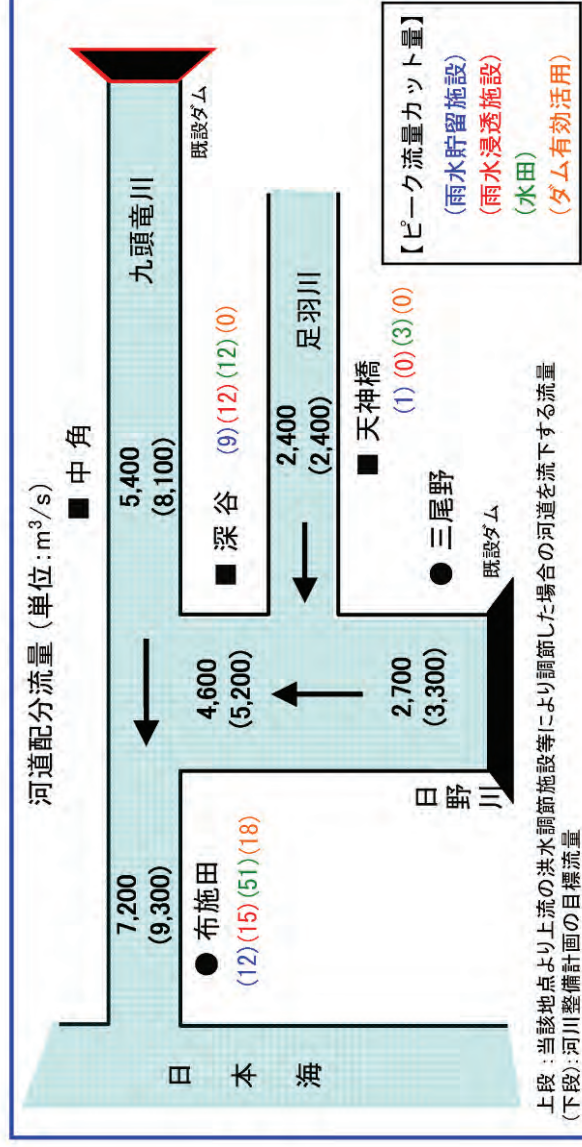 河道配分流量 (単位:m³/s)
■ 中 角
5,400
(8,100)
九頭竜川
既設ダム
7,200
(9,300)
● 布施田
(12)(15)(51)(18)
■ 深 谷
(9)(12)(12)(0)
4,600
(5,200)
2,400
(2,400)
足羽川
■ 天神橋
(1)(0)(3)(0)
2,700
(3,300)
● 三尾野
既設ダム
日野川
日 本 海
【ピーク流量カット量】
(雨水貯留施設)
(雨水浸透施設)
(水田)
(ダム有効活用)
上段:当該地点より上流の洪水調節施設等により調節した場合の河道を流下する流量
(下段):河川整備計画の目標流量